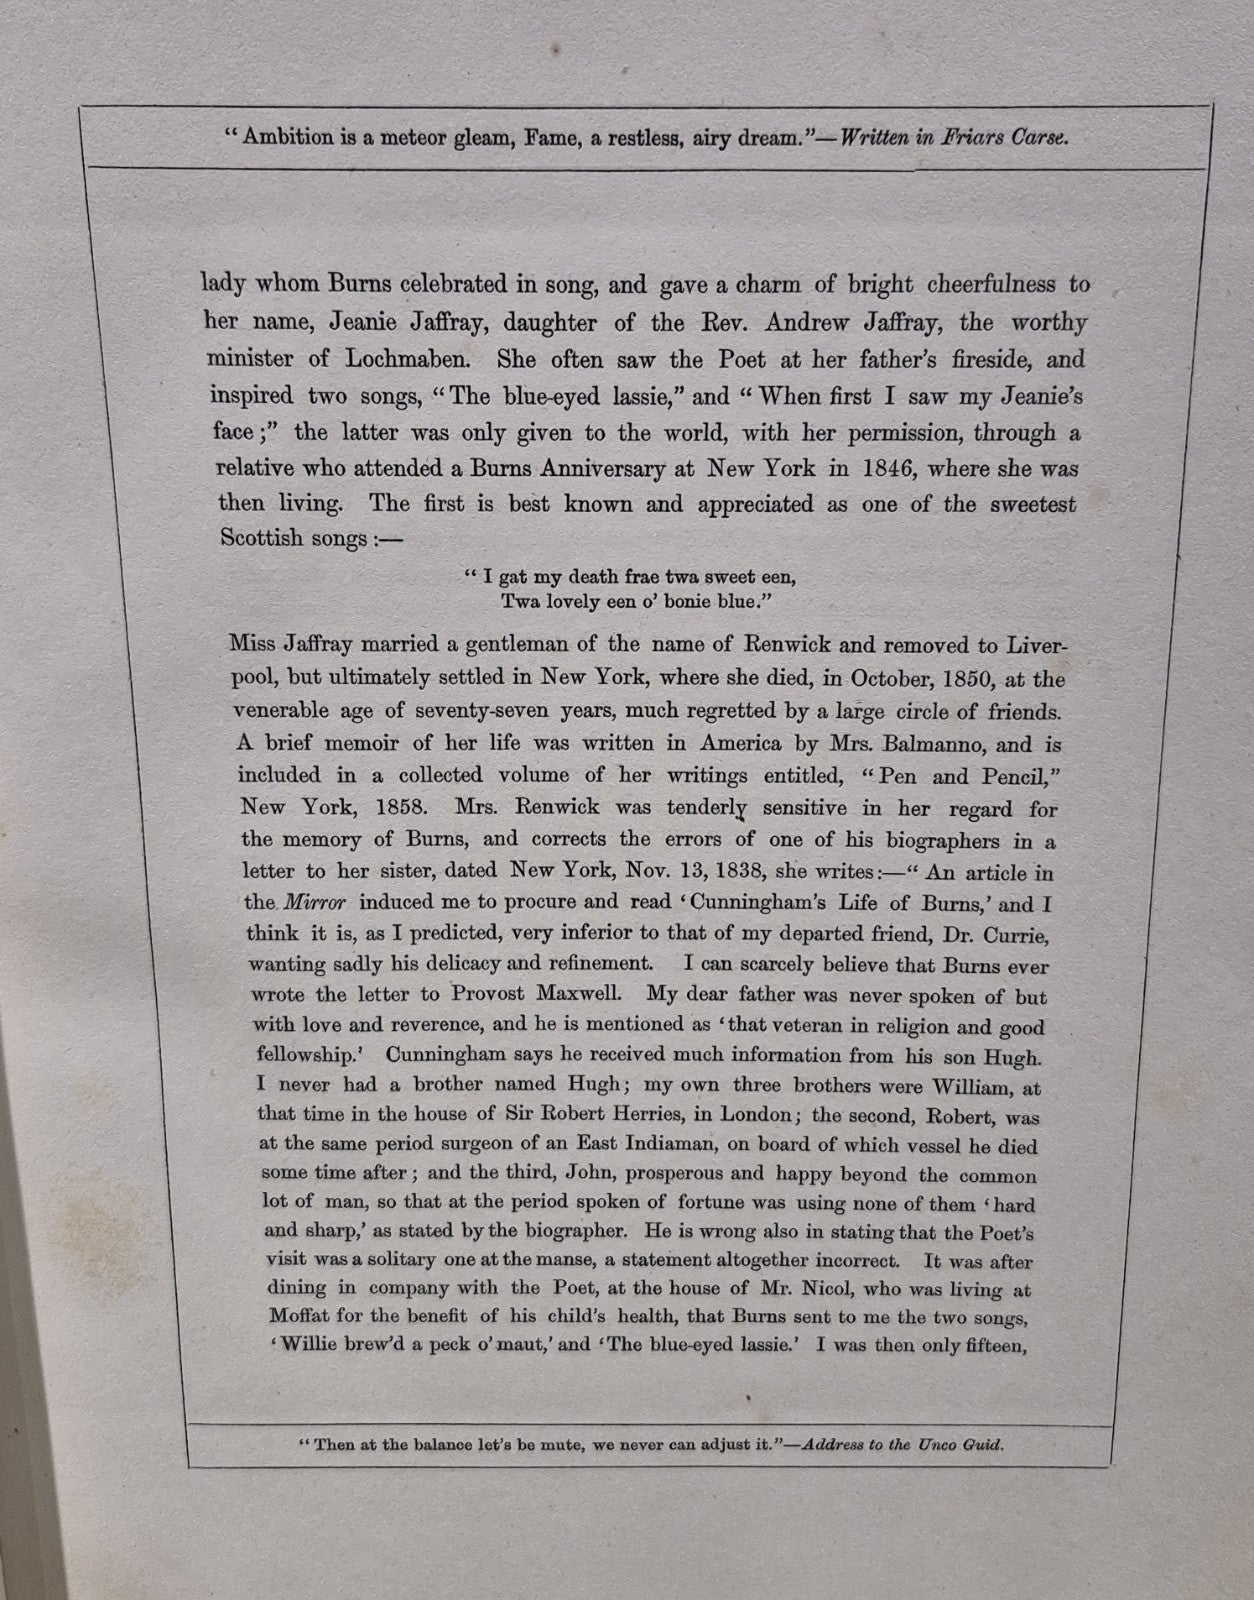 “Ambition is a meteor gleam, Fame, a restless, airy dream.”—Written in Friars Carse.
lady whom Burns celebrated in song, and gave a charm of bright cheerfulness to
her name, Jeanie Jaffray, daughter of the Rev. Andrew Jaffray, the worthy
minister of Lochmaben. She often saw the Poet at her father’s fireside, and
inspired two songs, “The blue-eyed lassie,” and “When first I saw my Jeanie’s
face;” the latter was only given to the world, with her permission, through a
relative who attended a Burns Anniversary at New York in 1846, where she was
then living. The first is best known and appreciated as one of the sweetest
Scottish songs:—
“I gat my death frae twa sweet een,
Twa lovely een o’ bonie blue.”
Miss Jaffray married a gentleman of the name of Renwick and removed to Liver-
pool, but ultimately settled in New York, where she died, in October, 1850, at the
venerable age of seventy-seven years, much regretted by a large circle of friends.
A brief memoir of her life was written in America by Mrs. Balmanno, and is
included in a collected volume of her writings entitled, “Pen and Pencil,”
New York, 1858. Mrs. Renwick was tenderly sensitive in her regard for
the memory of Burns, and corrects the errors of one of his biographers in a
letter to her sister, dated New York, Nov. 13, 1838, she writes:—“An article in
the Mirror induced me to procure and read ‘Cunningham’s Life of Burns,’ and I
think it is, as I predicted, very inferior to that of my departed friend, Dr. Currie,
wanting sadly his delicacy and refinement. I can scarcely believe that Burns ever
wrote the letter to Provost Maxwell. My dear father was never spoken of but
with love and reverence, and he is mentioned as ‘that veteran in religion and good
fellowship.’ Cunningham says he received much information from his son Hugh.
I never had a brother named Hugh; my own three brothers were William, at
that time in the house of Sir Robert Herries, in London; the second, Robert, was
at the same period surgeon of an East Indiaman, on board of which vessel he died
some time after; and the third, John, prosperous and happy beyond the common
lot of man, so that at the period spoken of fortune was using none of them ‘hard
and sharp,’ as stated by the biographer. He is wrong also in stating that the Poet’s
visit was a solitary one at the manse, a statement altogether incorrect. It was after
dining in company with the Poet, at the house of Mr. Nicol, who was living at
Moffat for the benefit of his child’s health, that Burns sent to me the two songs,
‘Willie brew’d a peck o’ maut,’ and ‘The blue-eyed lassie.’ I was then only fifteen,
“Then at the balance let’s be mute, we never can adjust it.”—Address to the Unco Guid.